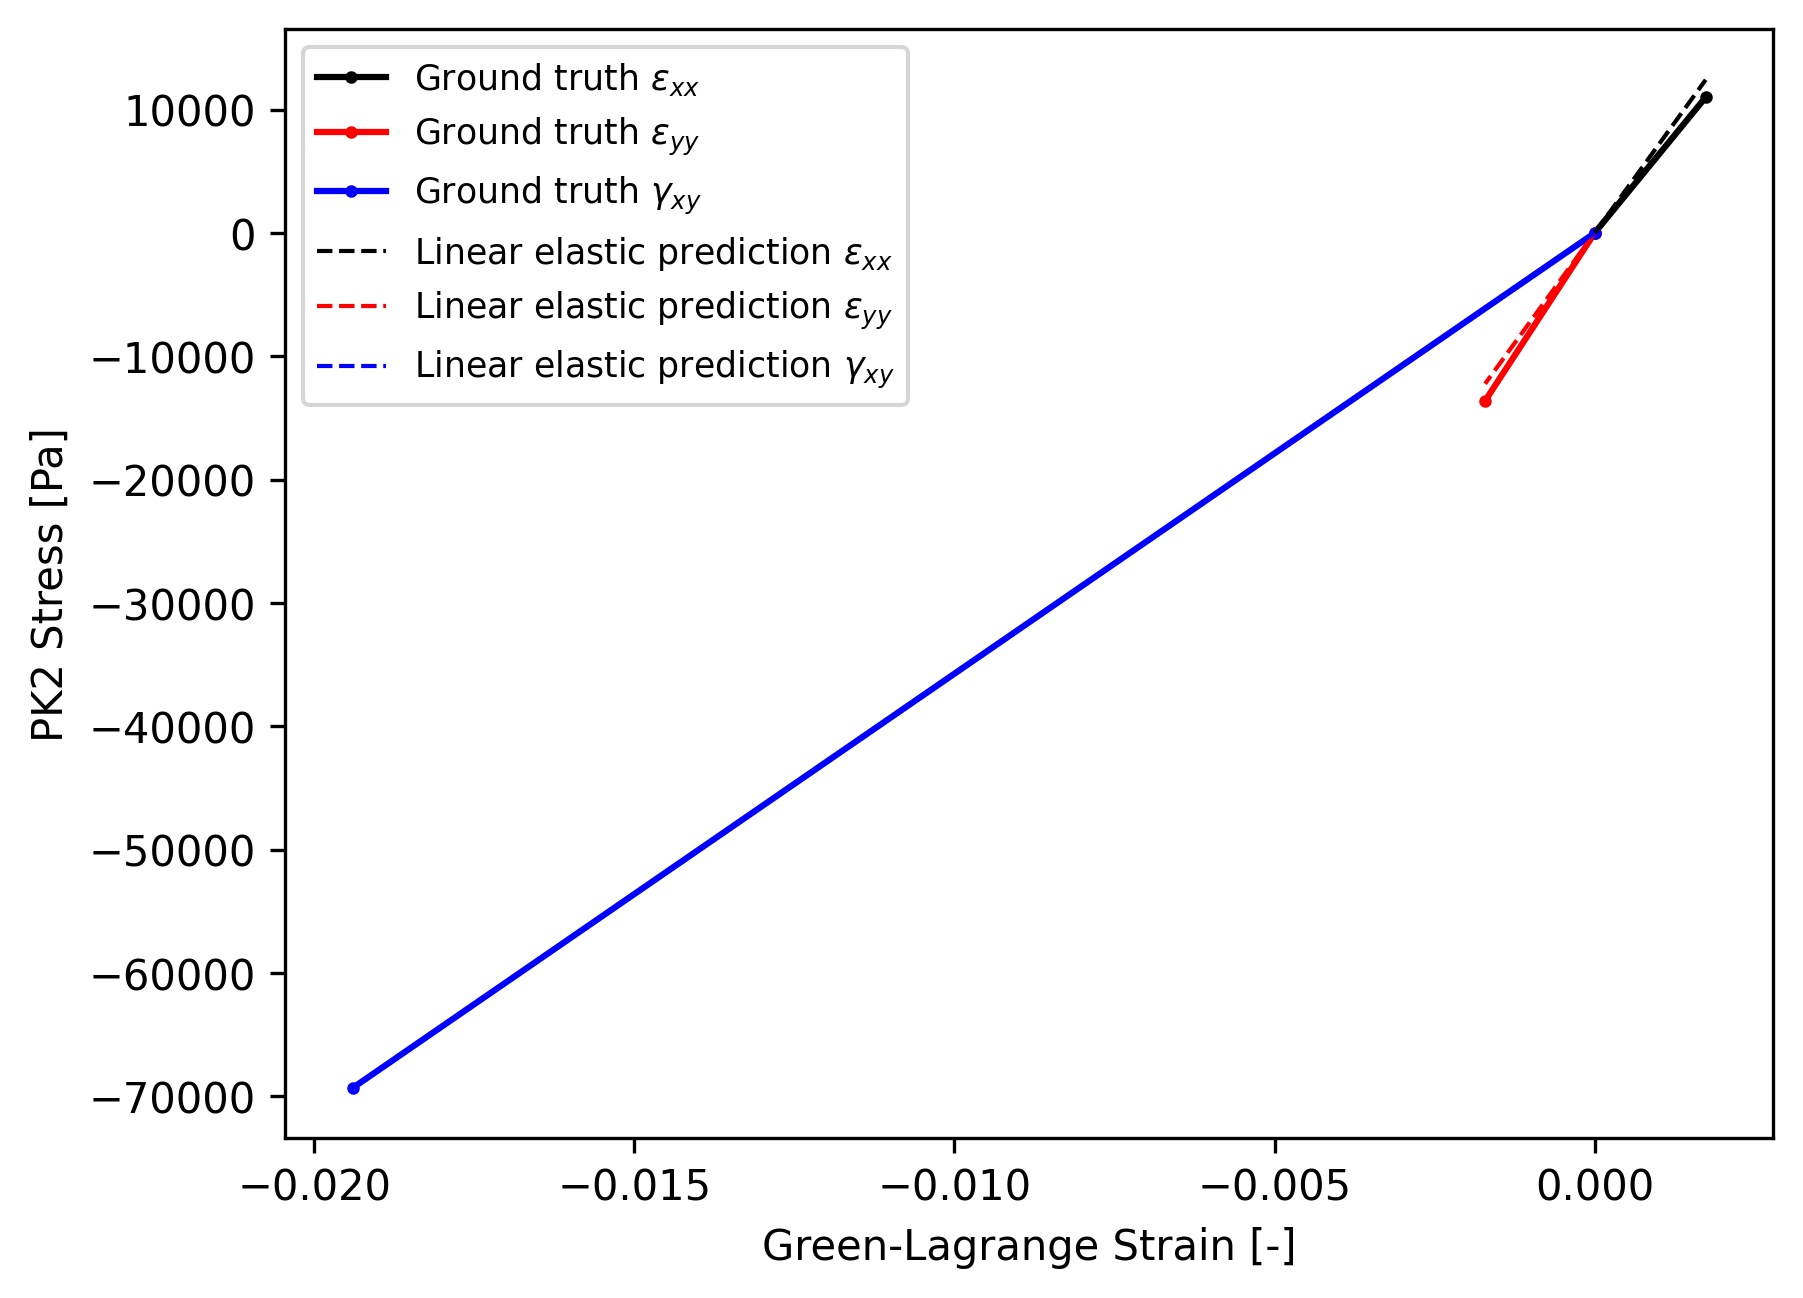 Ground truth εxx
Ground truth εyy
Ground truth γxy
Linear elastic prediction εxx
Linear elastic prediction εyy
Linear elastic prediction γxy
10000
0
−10000
−20000
−30000
−40000
−50000
−60000
−70000
PK2 Stress [Pa]
−0.020 −0.015 −0.010 −0.005 0.000
Green-Lagrange Strain [-]